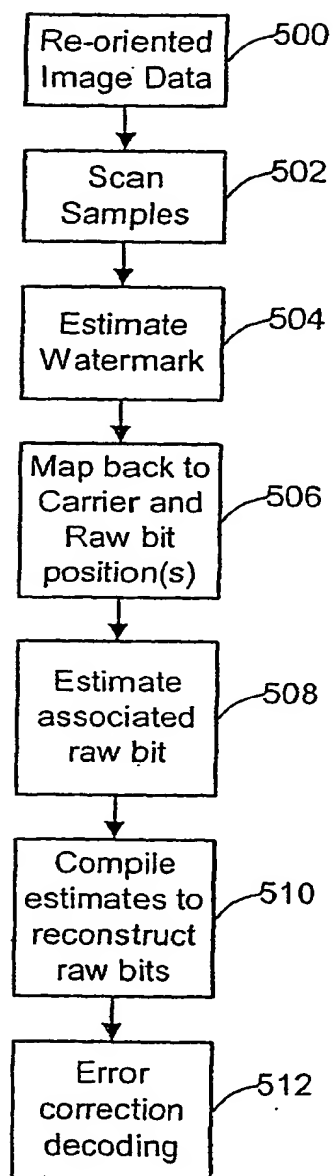 Re-oriented
Image Data
500
Scan
Samples
502
Estimate
Watermark
504
Map back to
Carrier and
Raw bit
position(s)
506
Estimate
associated
raw bit
508
Compile
estimates to
reconstruct
raw bits
510
Error
correction
decoding
512